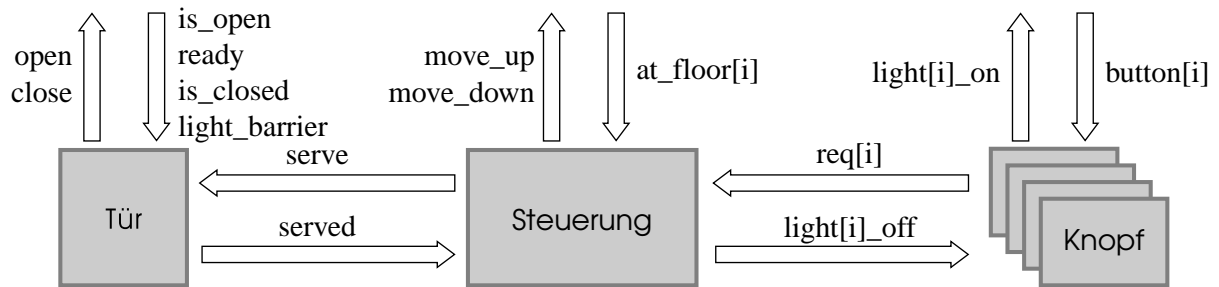 open
close
is_open
ready
is_closed
light_barrier
move_up
move_down
at_floor[i]
light[i]_on
button[i]
serve
req[i]
Tür
Steuerung
Knopf
served
light[i]_off